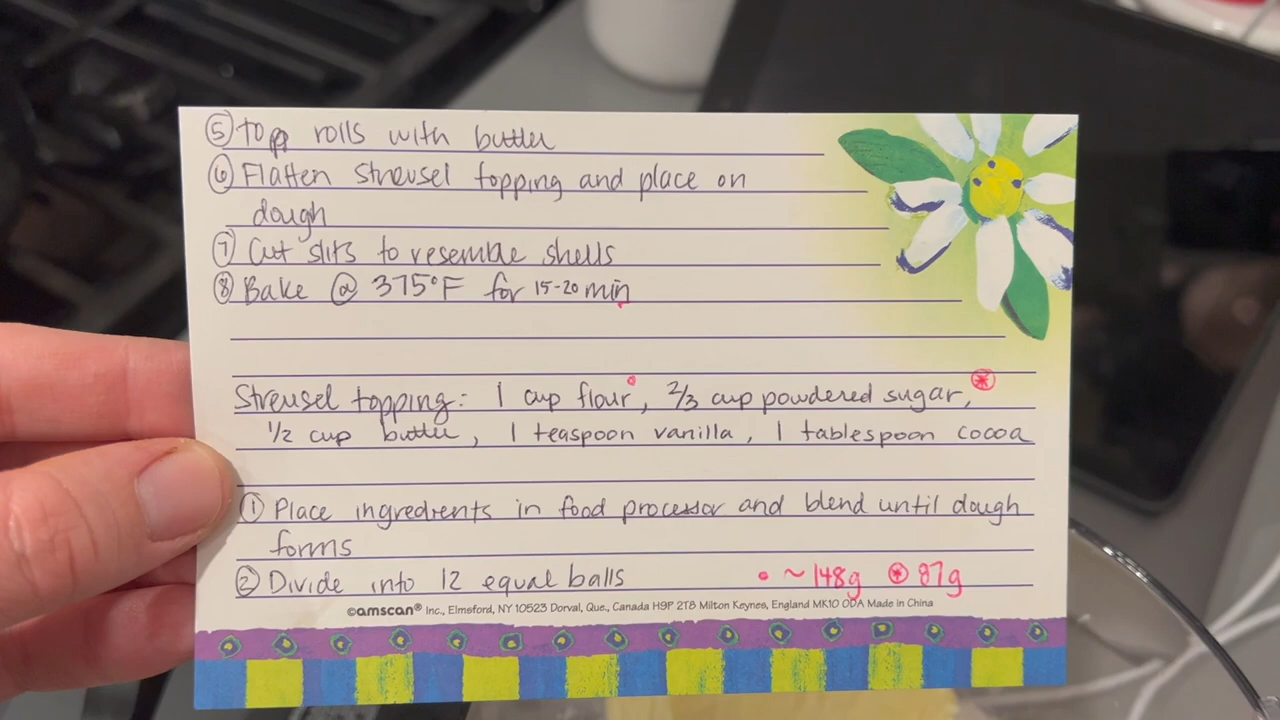 ⑤ Top rolls with butter
⑥ Flatten Streusel topping and place on
dough
⑦ Cut slits to resemble shells
⑧ Bake @ 375°F for 15-20 min
Streusel topping: 1 cup flour•, 2/3 cup powdered sugar, ⊛
1/2 cup butter, 1 teaspoon vanilla, 1 tablespoon cocoa
① Place ingredients in food processor and blend until dough
forms
② Divide into 12 equal balls • ~148g ⊛ 87g
©amscan® Inc., Elmsford, NY 10523 Dorval, Que., Canada H9P 2T8 Milton Keynes, England MK10 0DA Made in China